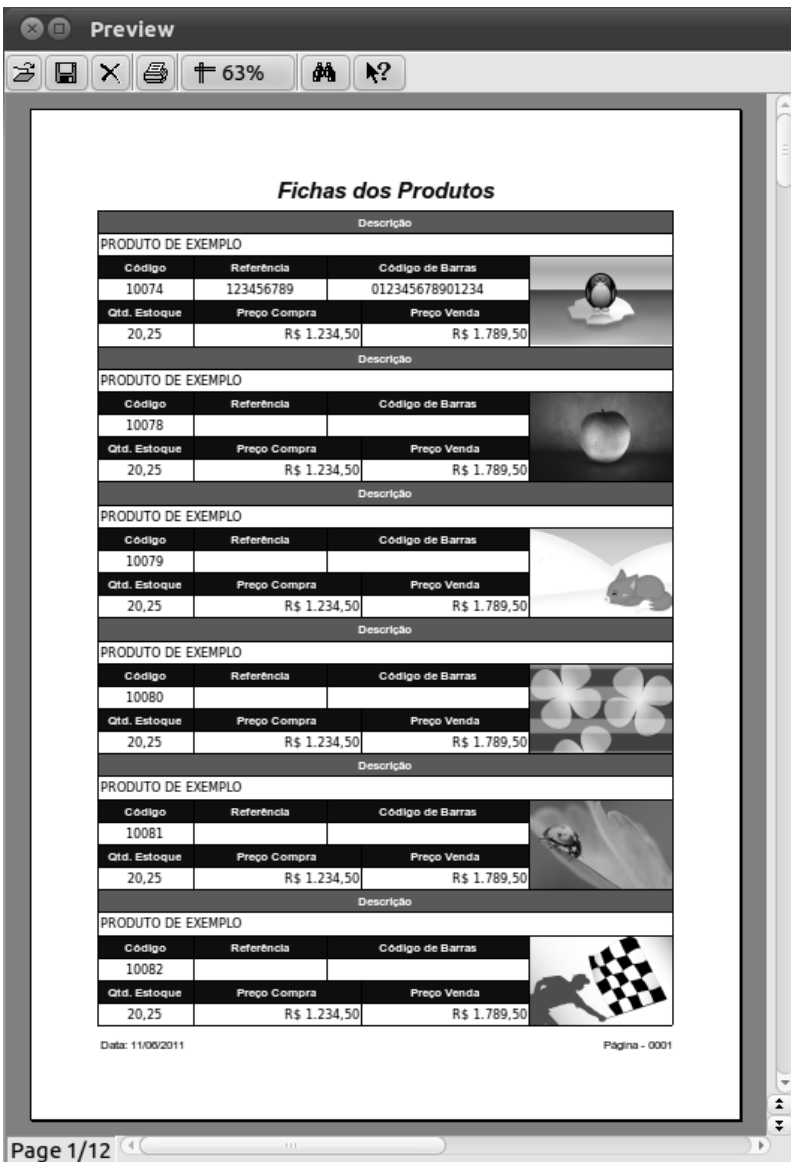 Preview
63%
Fichas dos Produtos
Descrição
PRODUTO DE EXEMPLO
Código Referência Código de Barras
10074 123456789 012345678901234
Qtd. Estoque Preço Compra Preço Venda
20,25 R$ 1.234,50 R$ 1.789,50
Descrição
PRODUTO DE EXEMPLO
Código Referência Código de Barras
10078
Qtd. Estoque Preço Compra Preço Venda
20,25 R$ 1.234,50 R$ 1.789,50
Descrição
PRODUTO DE EXEMPLO
Código Referência Código de Barras
10079
Qtd. Estoque Preço Compra Preço Venda
20,25 R$ 1.234,50 R$ 1.789,50
Descrição
PRODUTO DE EXEMPLO
Código Referência Código de Barras
10080
Qtd. Estoque Preço Compra Preço Venda
20,25 R$ 1.234,50 R$ 1.789,50
Descrição
PRODUTO DE EXEMPLO
Código Referência Código de Barras
10081
Qtd. Estoque Preço Compra Preço Venda
20,25 R$ 1.234,50 R$ 1.789,50
Descrição
PRODUTO DE EXEMPLO
Código Referência Código de Barras
10082
Qtd. Estoque Preço Compra Preço Venda
20,25 R$ 1.234,50 R$ 1.789,50
Data: 11/06/2011 Página - 0001
Page 1/12